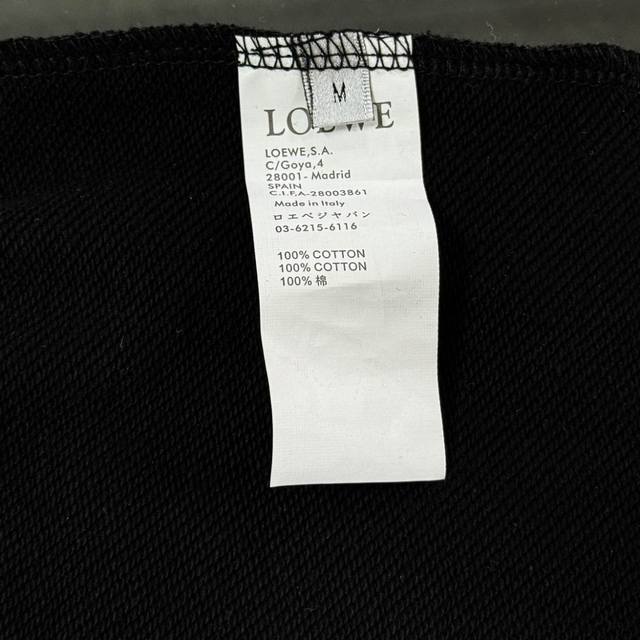 M
LOEWE
LOEWE,S.A.
C/Goya,4
28001- Madrid
SPAIN
C.I.F.A-28003861
Made in Italy
ロエベジャパン
03-6215-6116
100% COTTON
100% COTTON
100% 棉